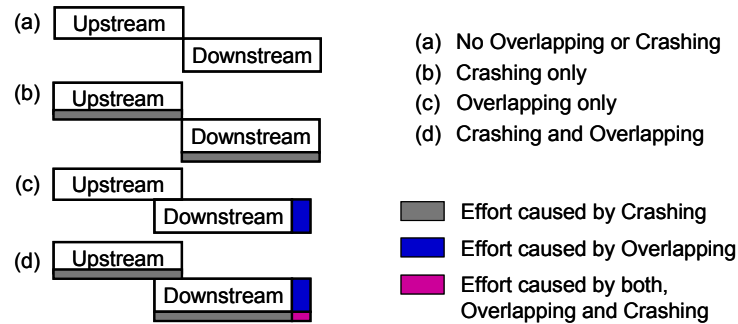 (a) Upstream
Downstream
(b) Upstream
Downstream
(c) Upstream
Downstream
(d) Upstream
Downstream
(a) No Overlapping or Crashing
(b) Crashing only
(c) Overlapping only
(d) Crashing and Overlapping
Effort caused by Crashing
Effort caused by Overlapping
Effort caused by both,
Overlapping and Crashing